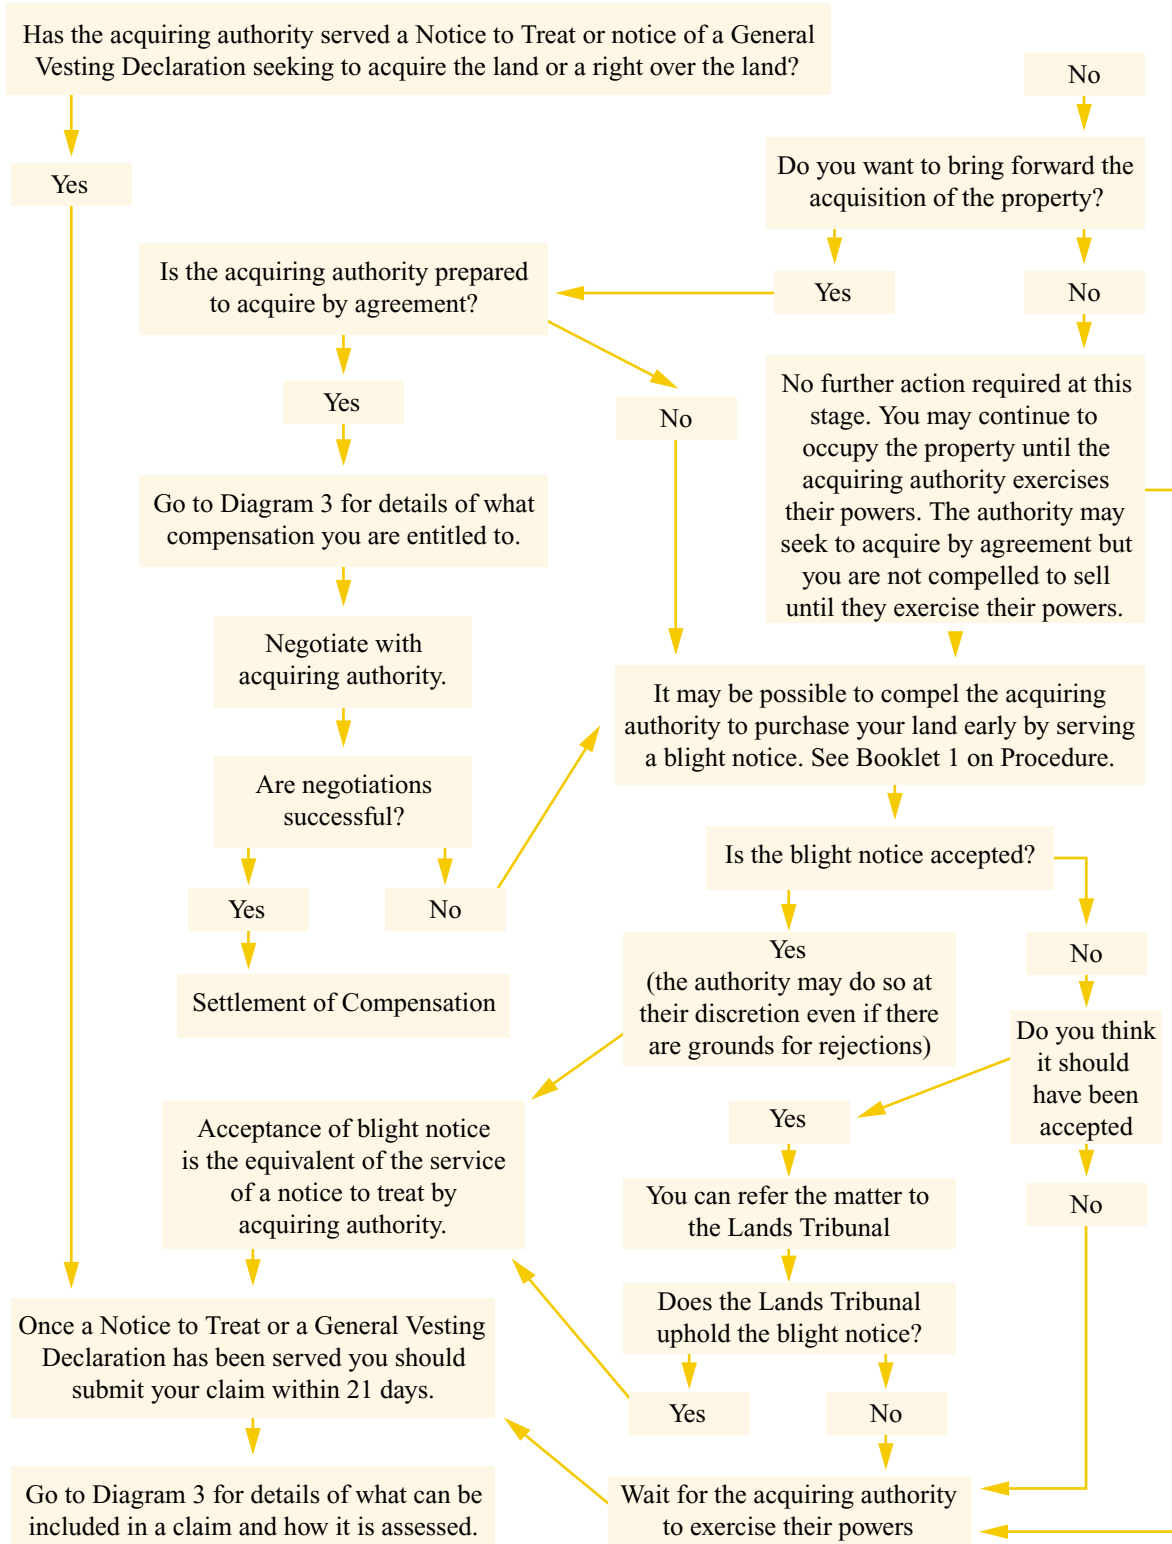 Has the acquiring authority served a Notice to Treat or notice of a General
Vesting Declaration seeking to acquire the land or a right over the land?
No
Yes
Do you want to bring forward the
acquisition of the property?
Is the acquiring authority prepared
to acquire by agreement?
Yes
No
Yes
No
No further action required at this
stage. You may continue to
occupy the property until the
acquiring authority exercises
their powers. The authority may
seek to acquire by agreement but
you are not compelled to sell
until they exercise their powers.
Go to Diagram 3 for details of what
compensation you are entitled to.
Negotiate with
acquiring authority.
It may be possible to compel the acquiring
authority to purchase your land early by serving
a blight notice. See Booklet 1 on Procedure.
Are negotiations
successful?
Yes
No
Is the blight notice accepted?
Settlement of Compensation
Yes
(the authority may do so at
their discretion even if there
are grounds for rejections)
No
Do you think
it should
have been
accepted
Yes
No
Acceptance of blight notice
is the equivalent of the service
of a notice to treat by
acquiring authority.
You can refer the matter to
the Lands Tribunal
Does the Lands Tribunal
uphold the blight notice?
Yes
No
Once a Notice to Treat or a General Vesting
Declaration has been served you should
submit your claim within 21 days.
Go to Diagram 3 for details of what can be
included in a claim and how it is assessed.
Wait for the acquiring authority
to exercise their powers